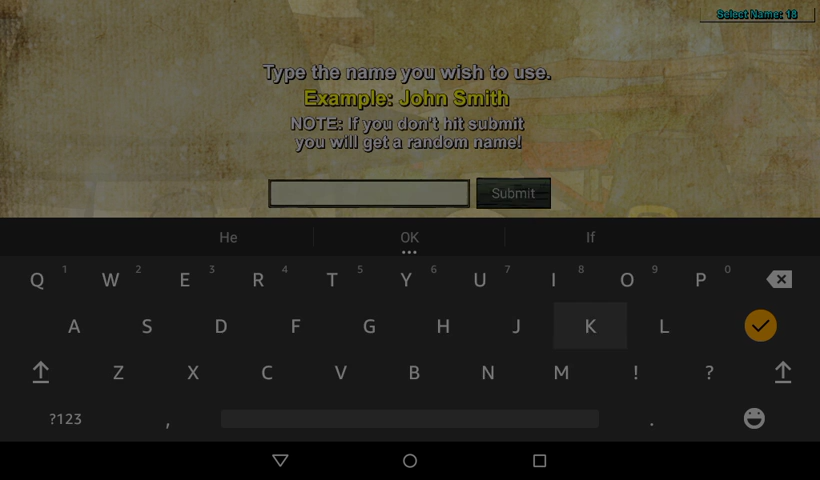 Select Name: 18
Type the name you wish to use.
Example: John Smith
NOTE: If you don't hit submit
you will get a random name!
Submit
He OK If
Q 1 W 2 E 3 R 4 T 5 Y 6 U 7 I 8 O 9 P 0
A S D F G H J K L
Z X C V B N M ! ?
?123 , .